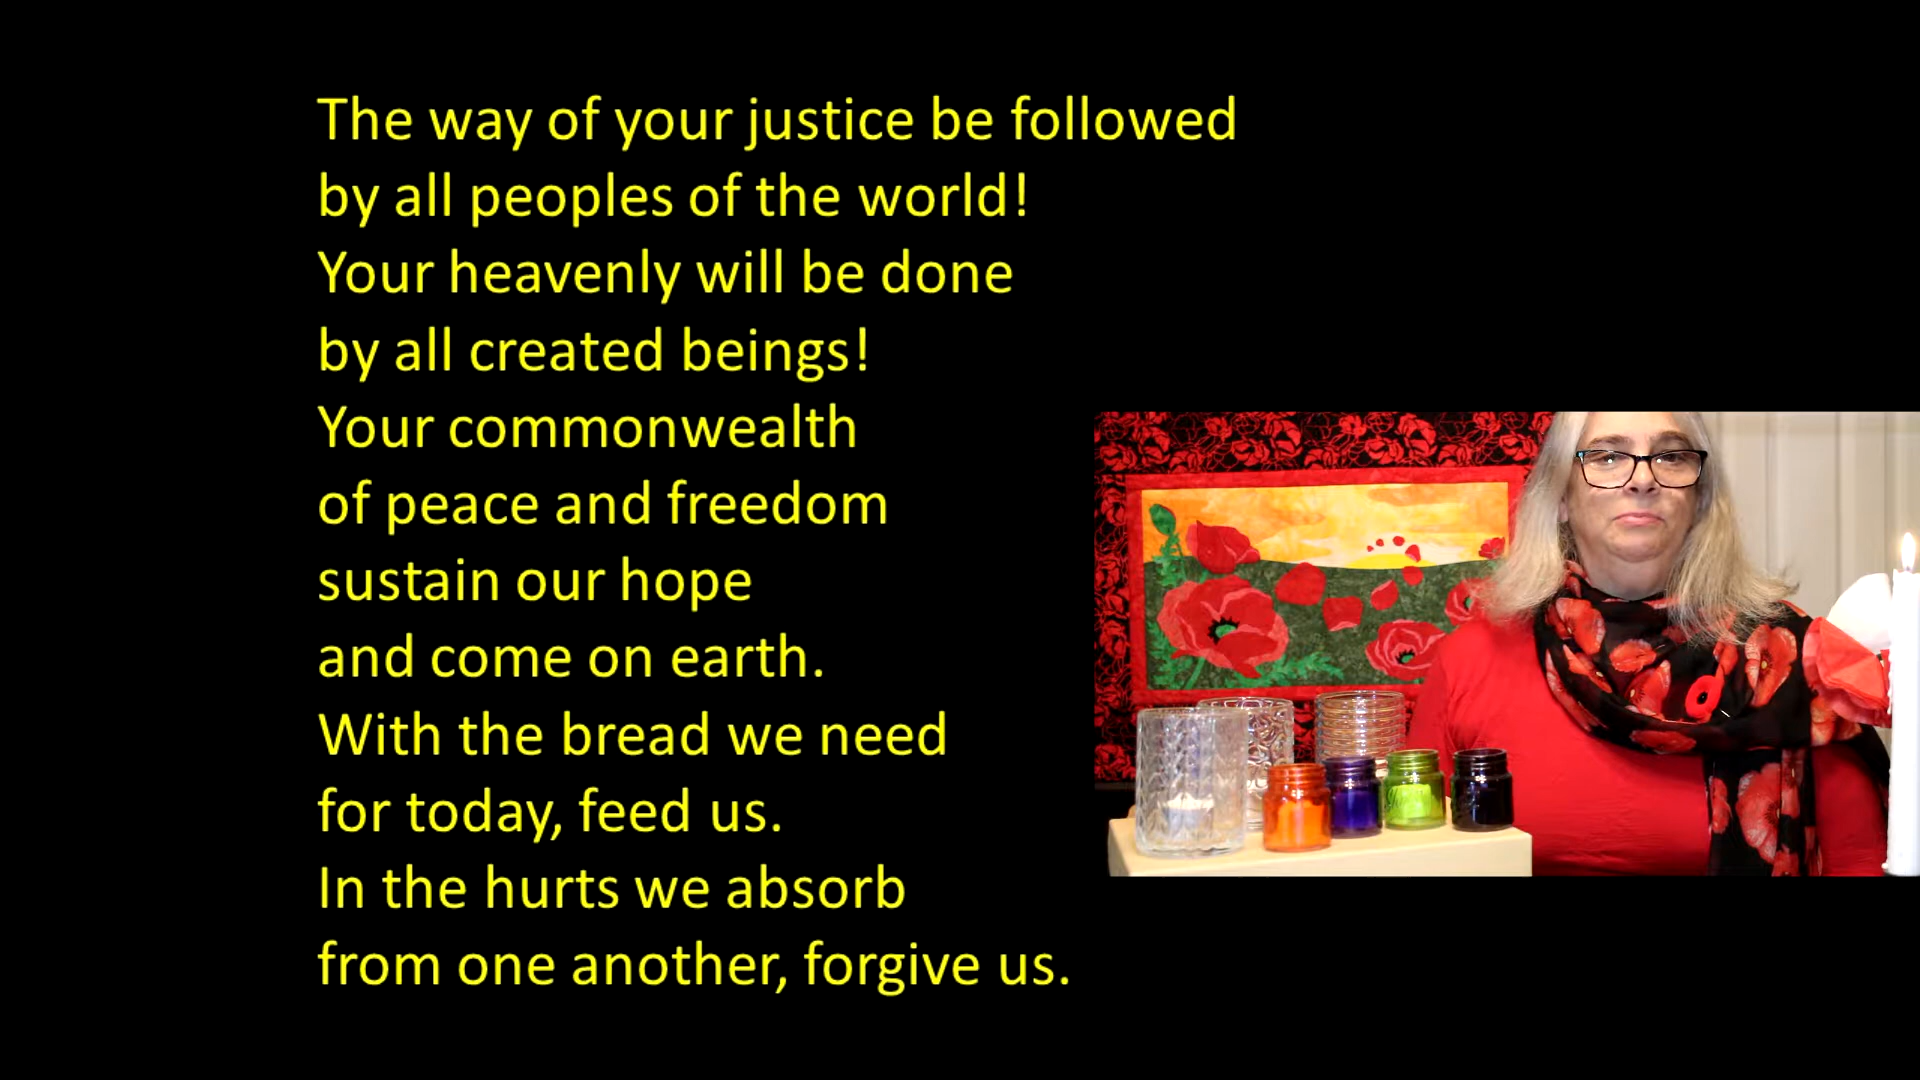 The way of your justice be followed
by all peoples of the world!
Your heavenly will be done
by all created beings!
Your commonwealth
of peace and freedom
sustain our hope
and come on earth.
With the bread we need
for today, feed us.
In the hurts we absorb
from one another, forgive us.